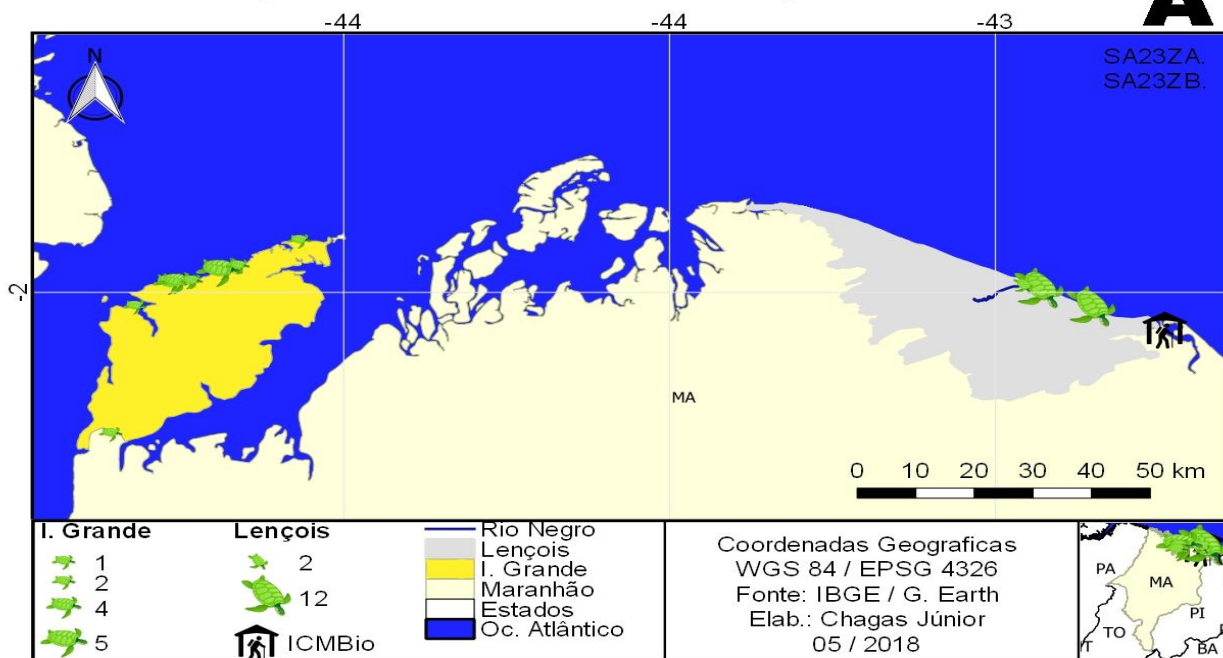 A
-44
-44
-43
SA23ZA.
SA23ZB.
N
-2
MA
0 10 20 30 40 50 km
I. Grande
1
2
4
5
Lençois
2
12
ICMBio
Rio Negro
Lençois
I. Grande
Maranhão
Estados
Oc. Atlântico
Coordenadas Geograficas
WGS 84 / EPSG 4326
Fonte: IBGE / G. Earth
Elab.: Chagas Júnior
05 / 2018
PA
MA
PI
TO
BA